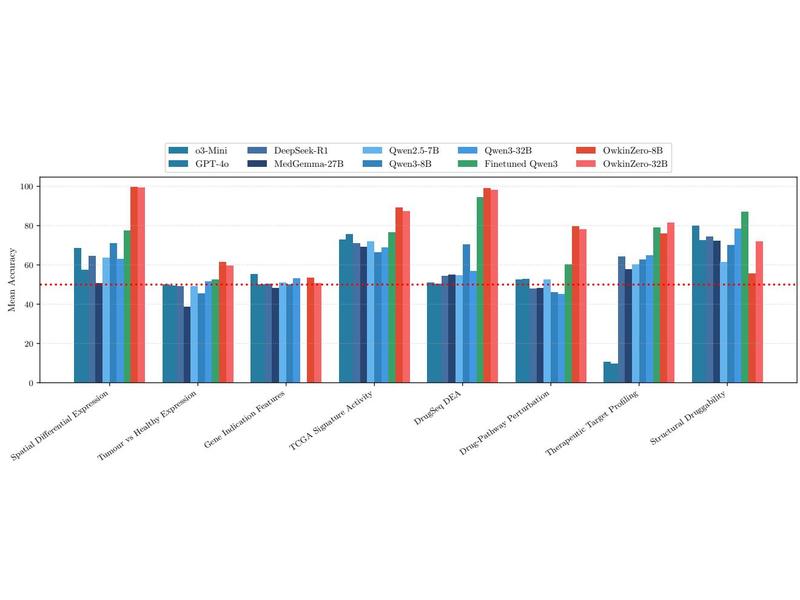 o3-Mini DeepSeek-R1 Qwen2.5-7B Qwen3-32B OwkinZero-8B
GPT-4o MedGemma-27B Qwen3-8B Finetuned Qwen3 OwkinZero-32B
100
80
60
40
20
0
Mean Accuracy
Spatial Differential Expression
Tumour vs Healthy Expression
Gene Indication Features
TCGA Signature Activity
DrugSeq DEA
Drug-Pathway Perturbation
Therapeutic Target Profiling
Structural Druggability